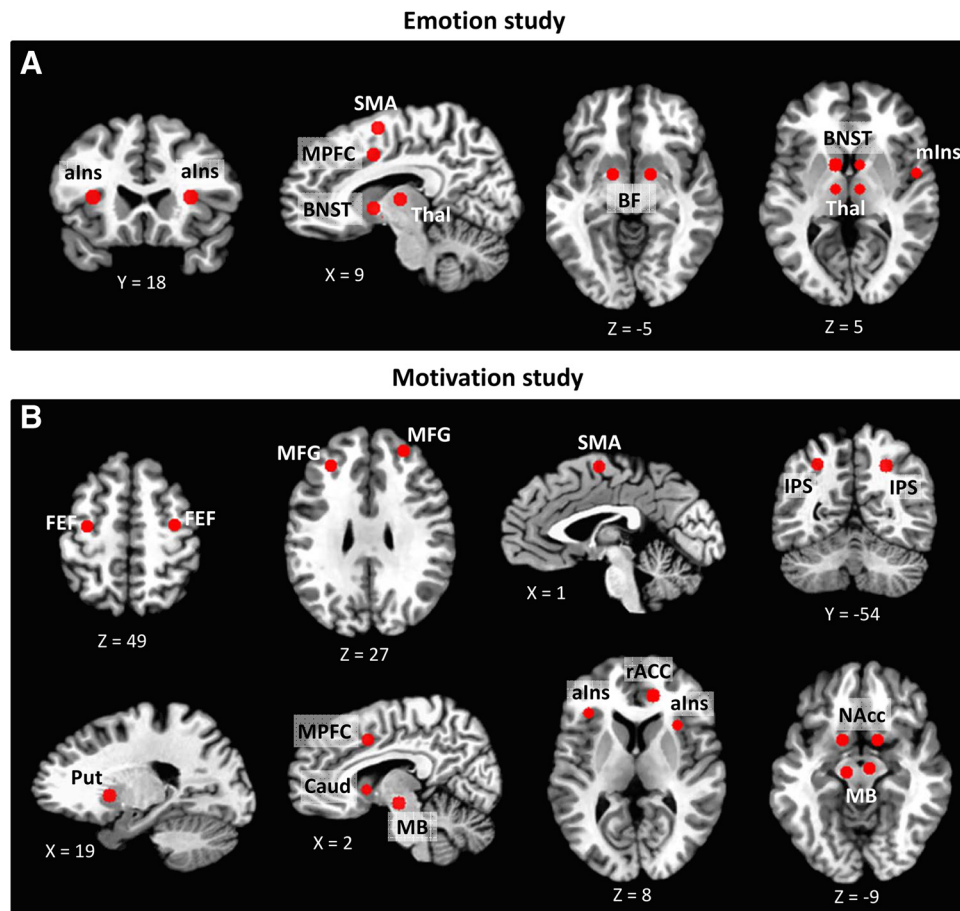 Emotion study
A
aIns
aIns
Y = 18
SMA
MPFC
BNST
Thal
X = 9
BF
Z = -5
BNST
mIns
Thal
Z = 5
Motivation study
B
FEF
FEF
Z = 49
MFG
MFG
Z = 27
SMA
X = 1
IPS
IPS
Y = -54
Put
X = 19
MPFC
Caud
MB
X = 2
rACC
aIns
aIns
Z = 8
NAcc
MB
Z = -9